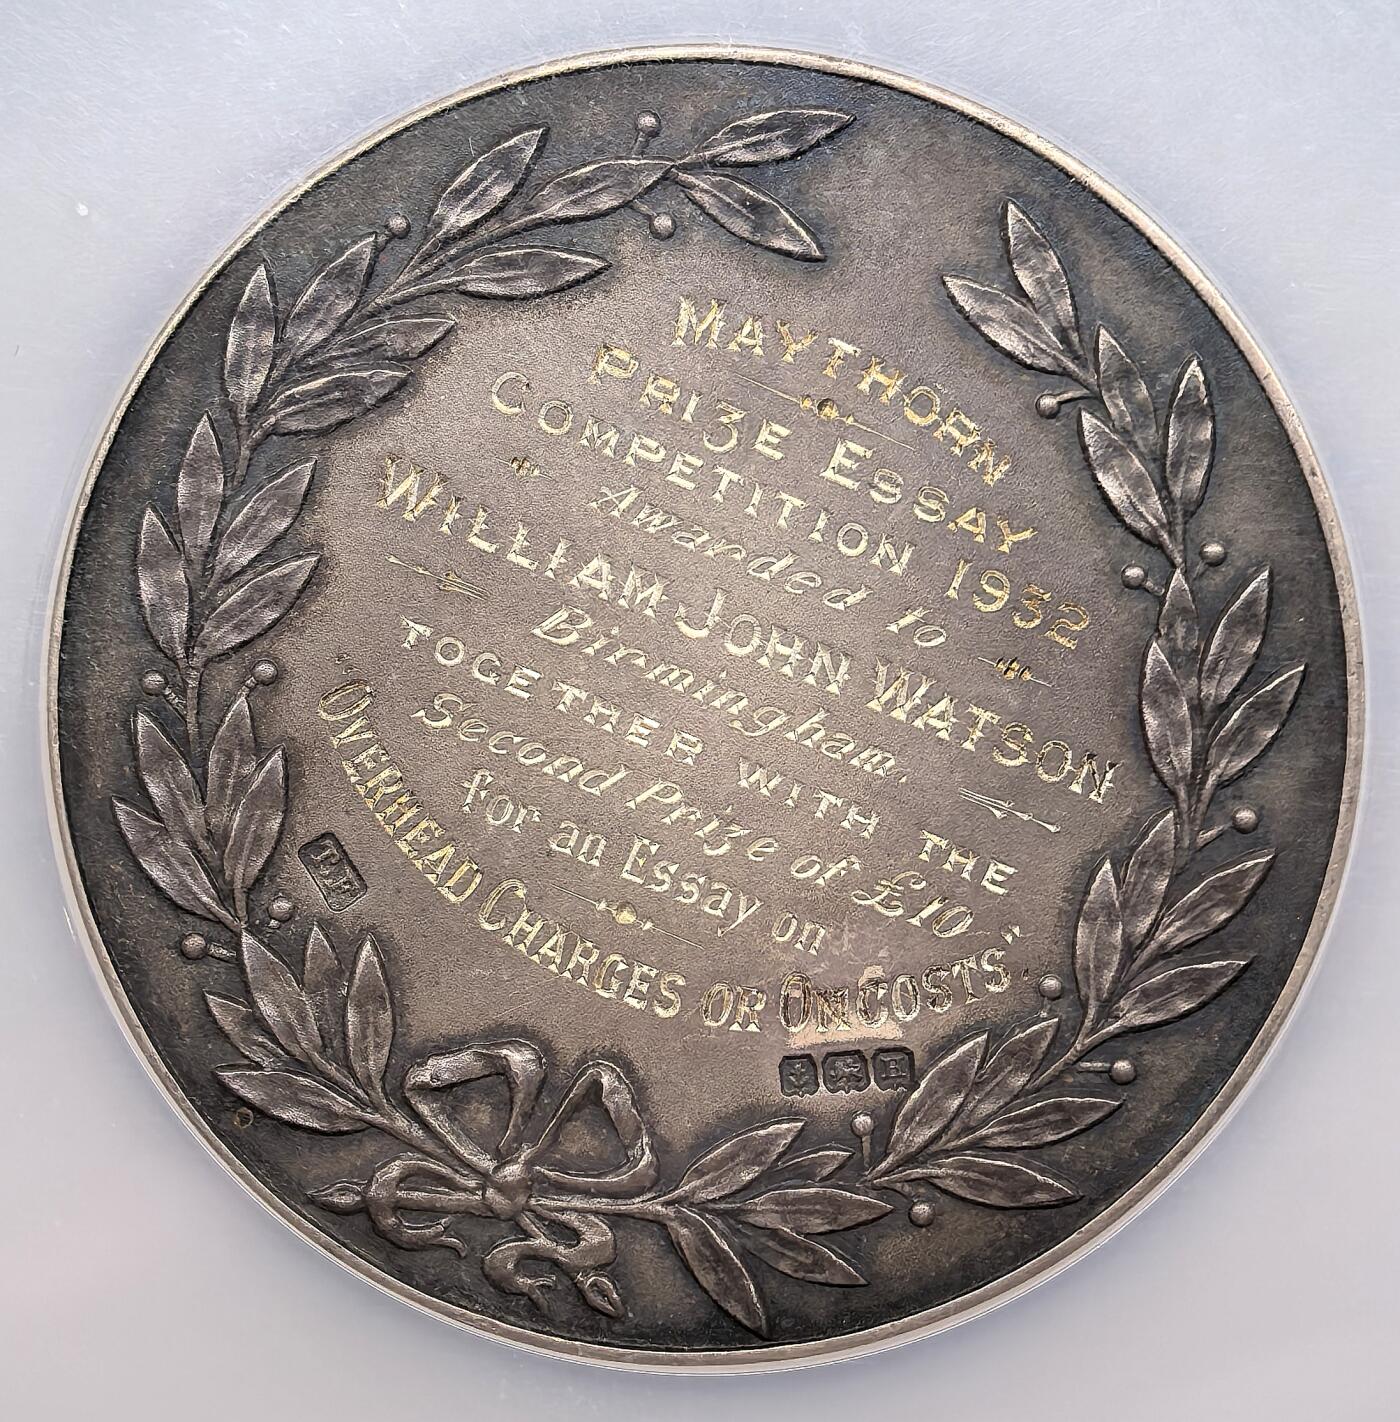 MAYTHORN
PRIZE ESSAY
COMPETITION 1932
Awarded to
WILLIAM JOHN WATSON
Birmingham.
TOGETHER WITH THE
Second Prize of £10
for an Essay on
"OVERHEAD CHARGES OR ONCOSTS"
T.F
H